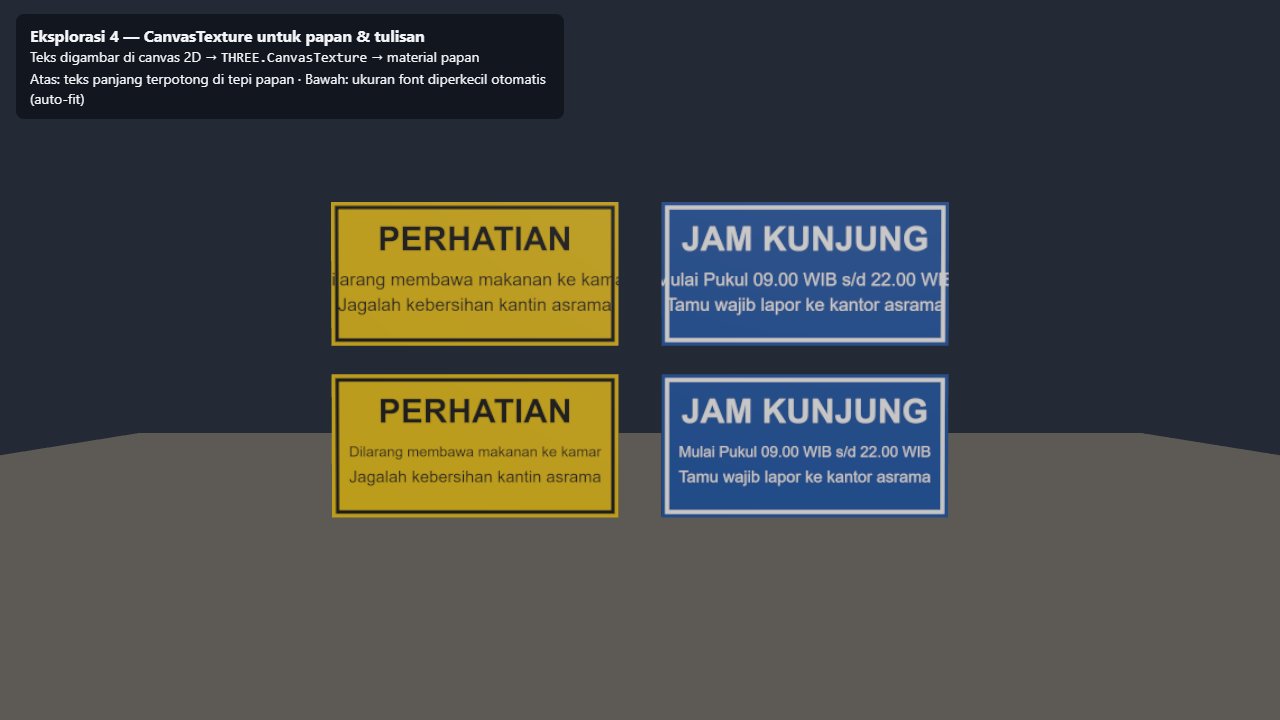 Eksplorasi 4 — CanvasTexture untuk papan & tulisan
Teks digambar di canvas 2D → THREE.CanvasTexture → material papan
Atas: teks panjang terpotong di tepi papan · Bawah: ukuran font diperkecil otomatis
(auto-fit)
PERHATIAN
ilarang membawa makanan ke kama
Jagalah kebersihan kantin asrama
JAM KUNJUNG
ulai Pukul 09.00 WIB s/d 22.00 WIB
Tamu wajib lapor ke kantor asrama
PERHATIAN
Dilarang membawa makanan ke kamar
Jagalah kebersihan kantin asrama
JAM KUNJUNG
Mulai Pukul 09.00 WIB s/d 22.00 WIB
Tamu wajib lapor ke kantor asrama